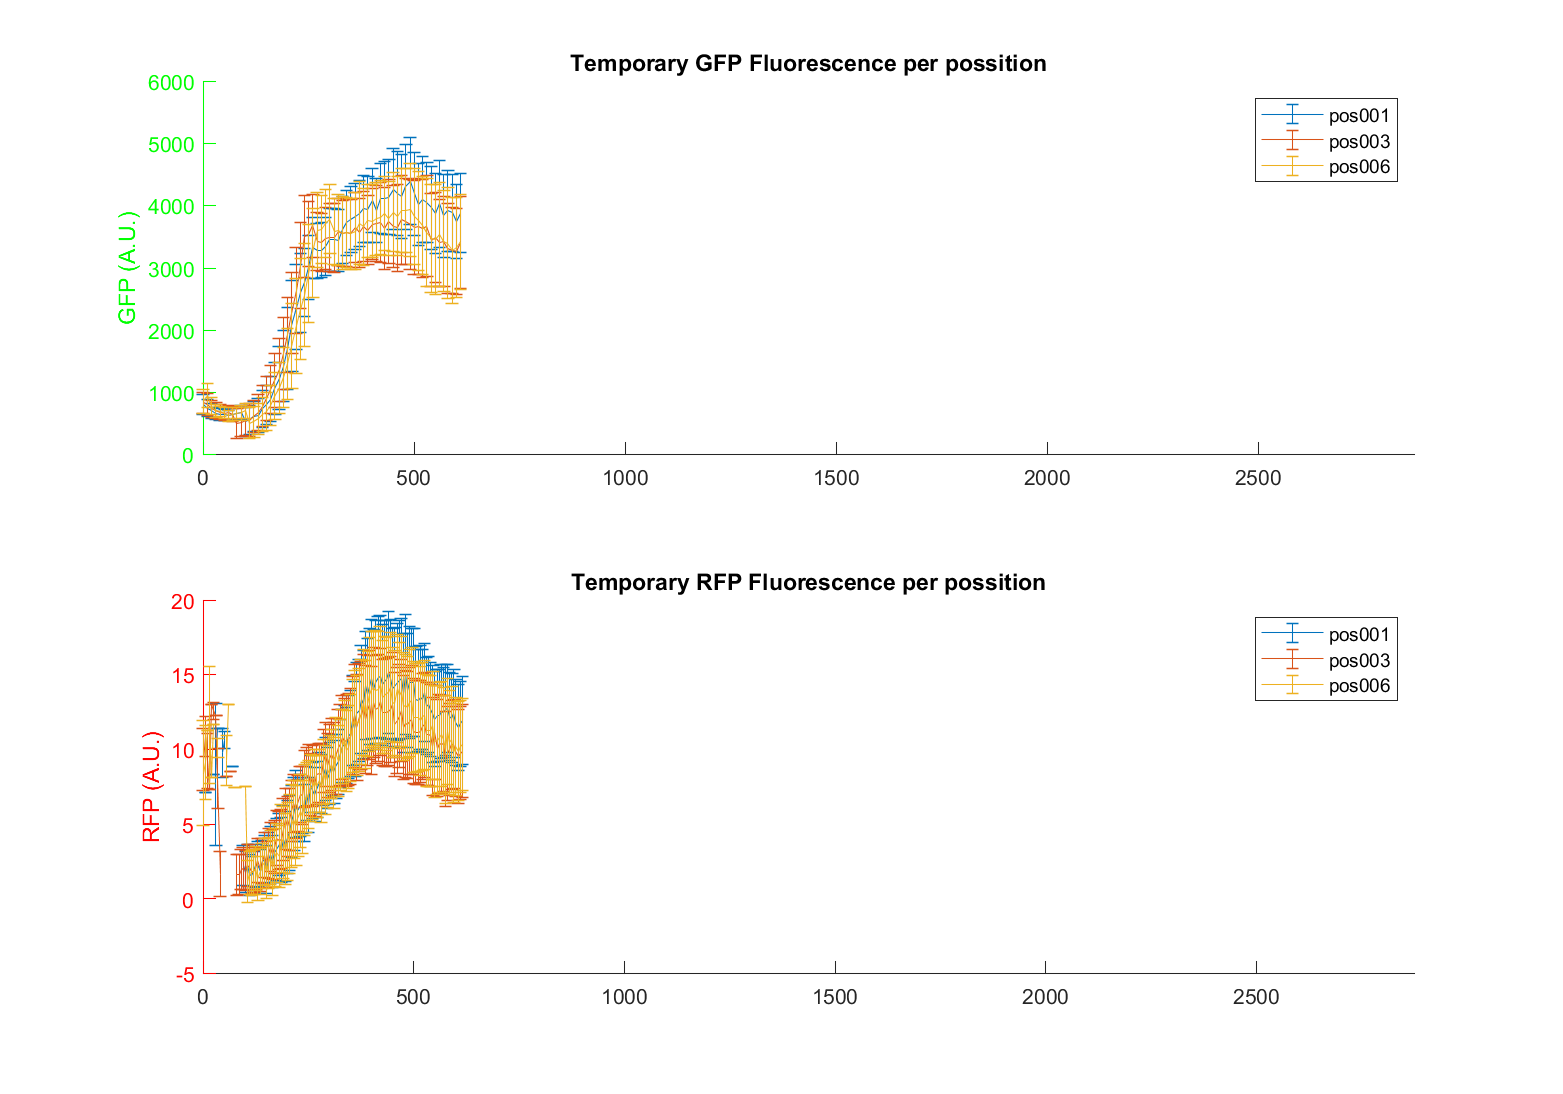 Temporary GFP Fluorescence per possition
6000
5000
4000
3000
2000
1000
0
GFP (A.U.)
pos001
pos003
pos006
0 500 1000 1500 2000 2500
Temporary RFP Fluorescence per possition
20
15
10
5
0
-5
RFP (A.U.)
pos001
pos003
pos006
0 500 1000 1500 2000 2500